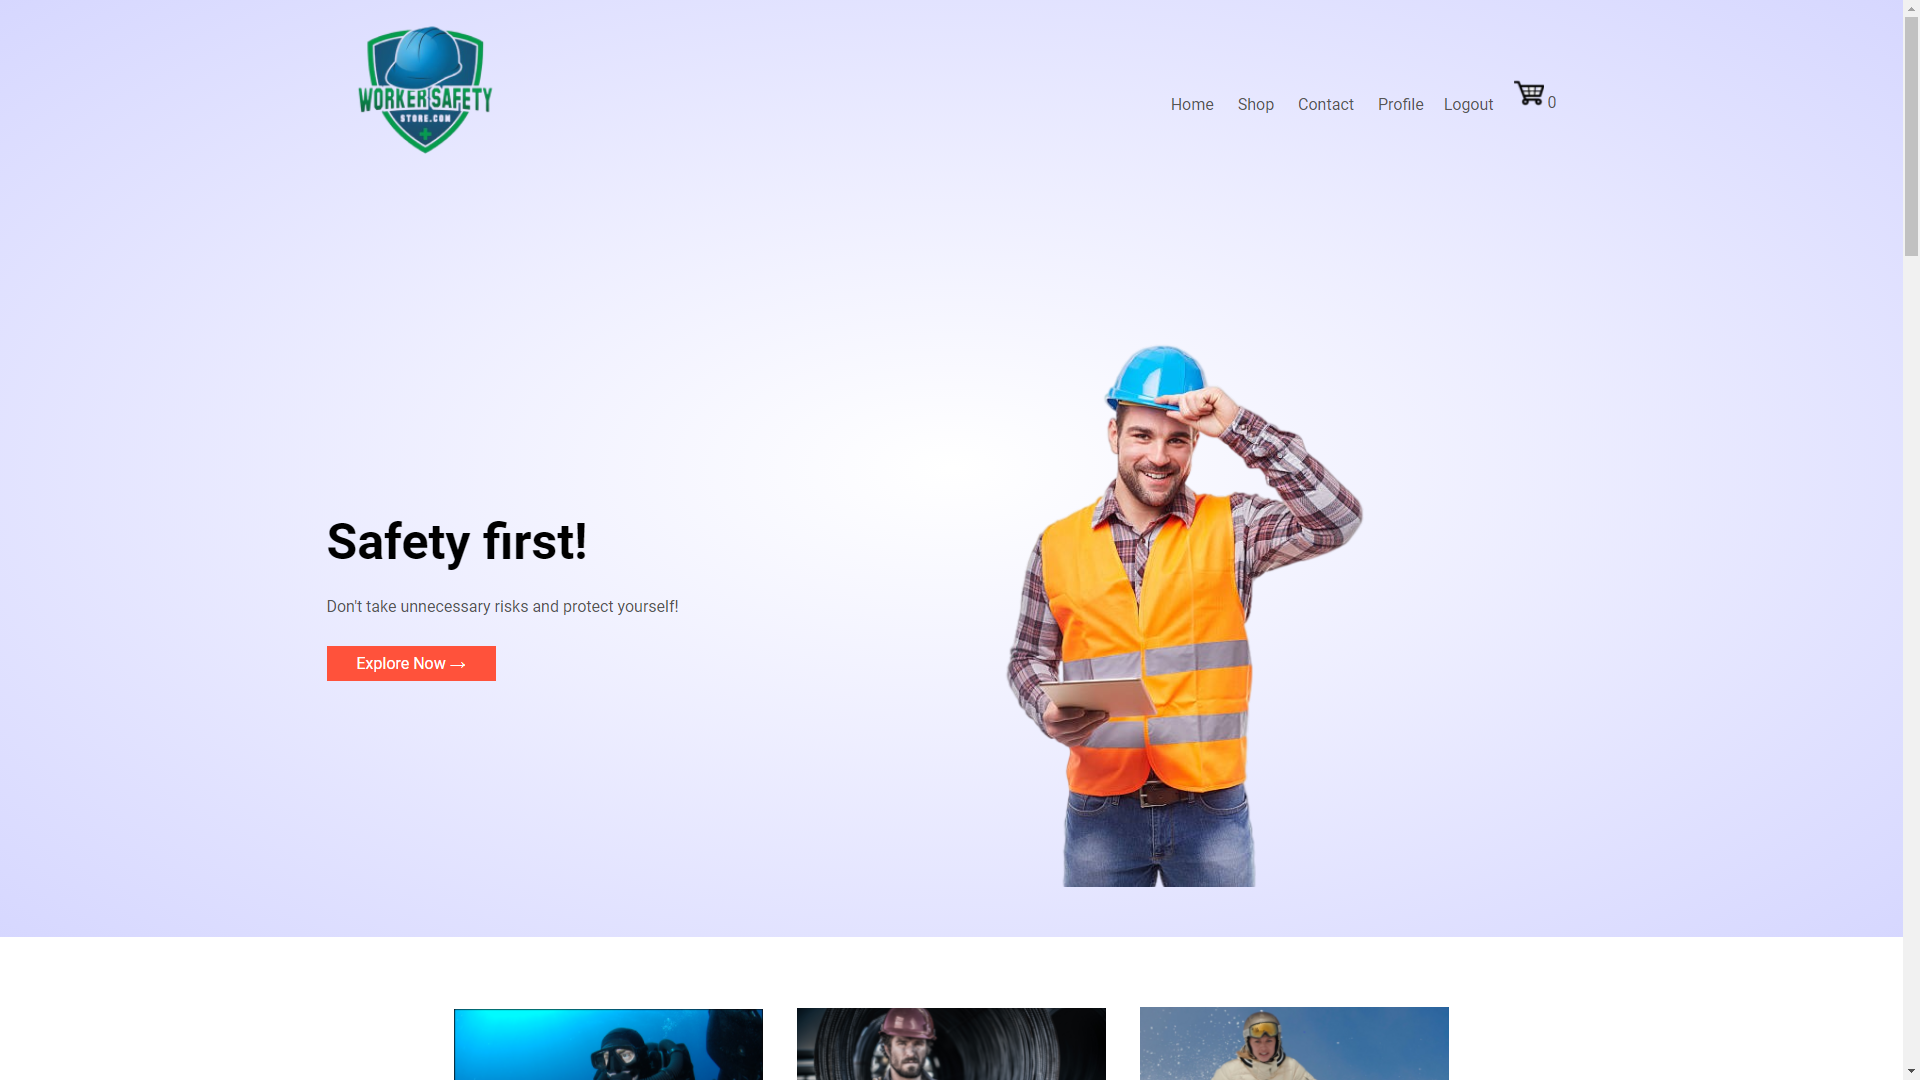 WORKER SAFETY
STORE.COM
Home
Shop
Contact
Profile
Logout
0
Safety first!
Don't take unnecessary risks and protect yourself!
Explore Now →